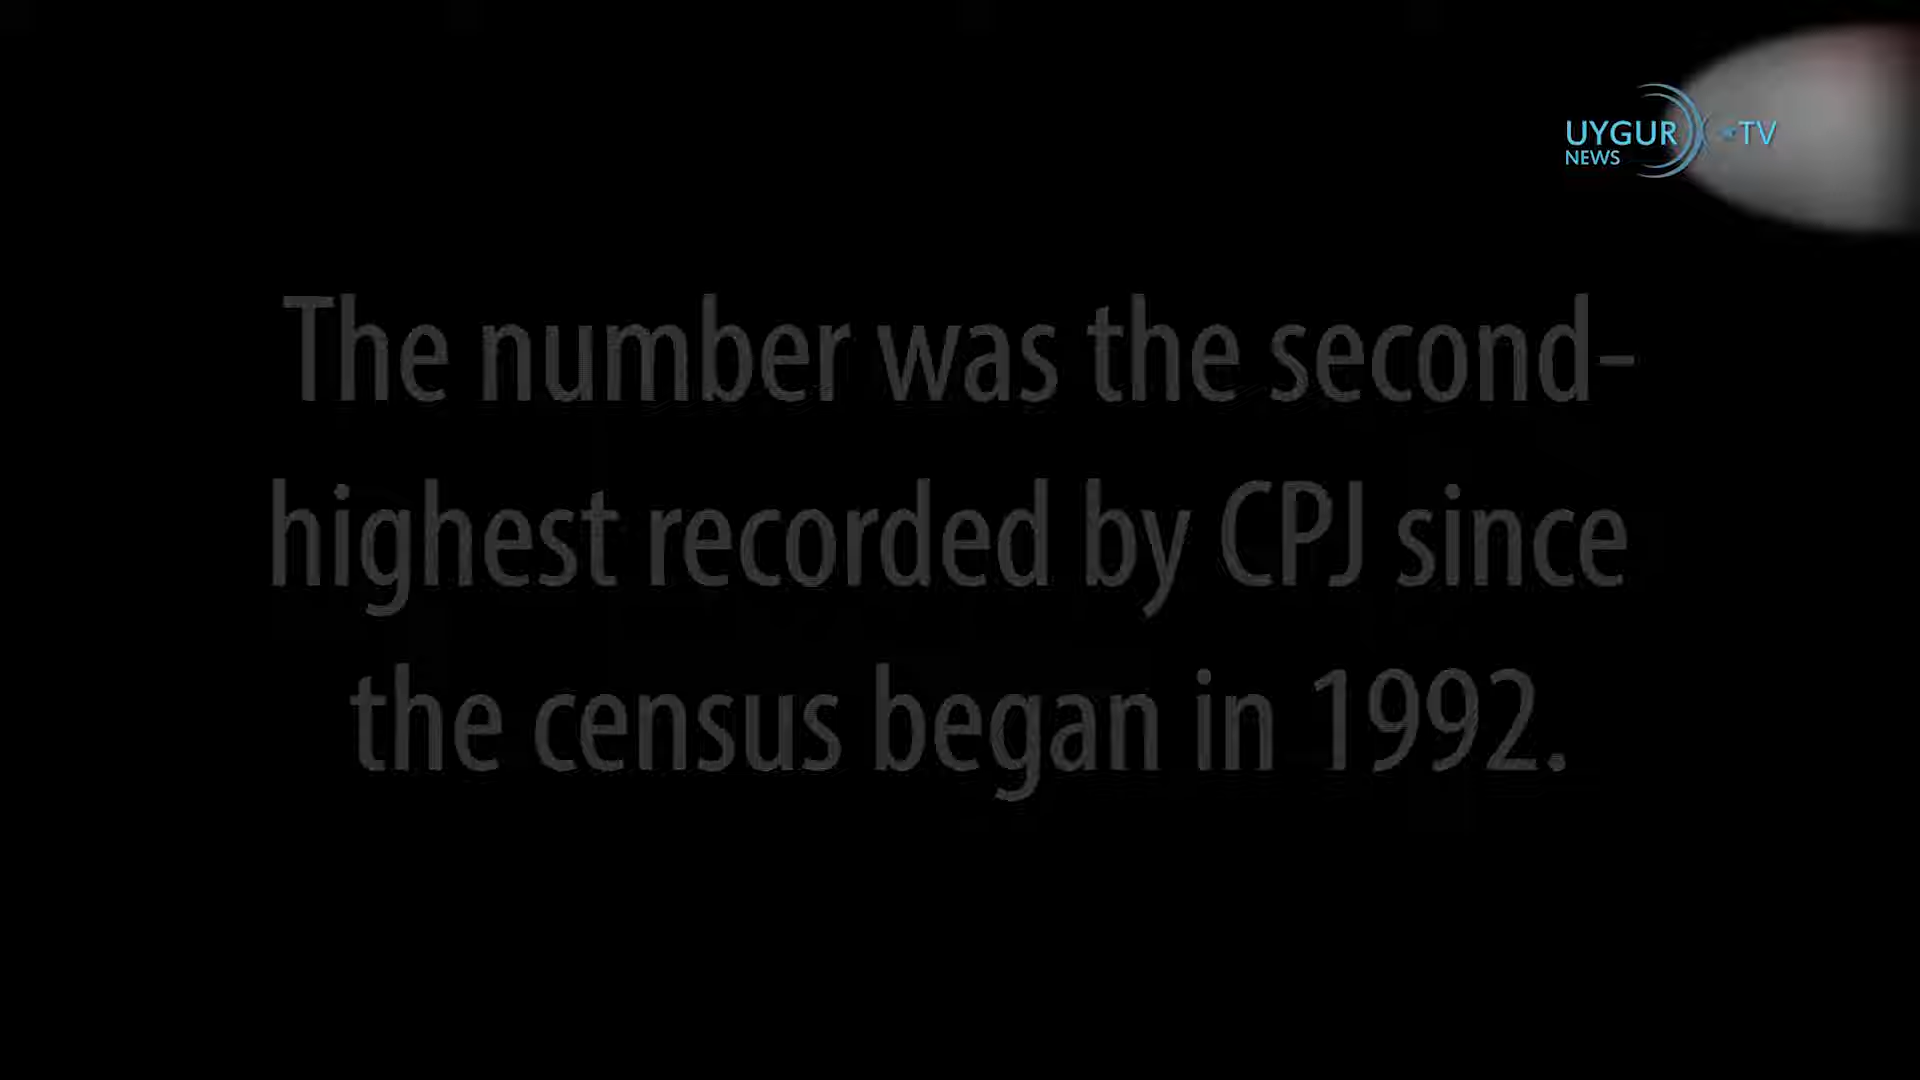 UYGUR TV
NEWS
The number was the second-
highest recorded by CPJ since
the census began in 1992.